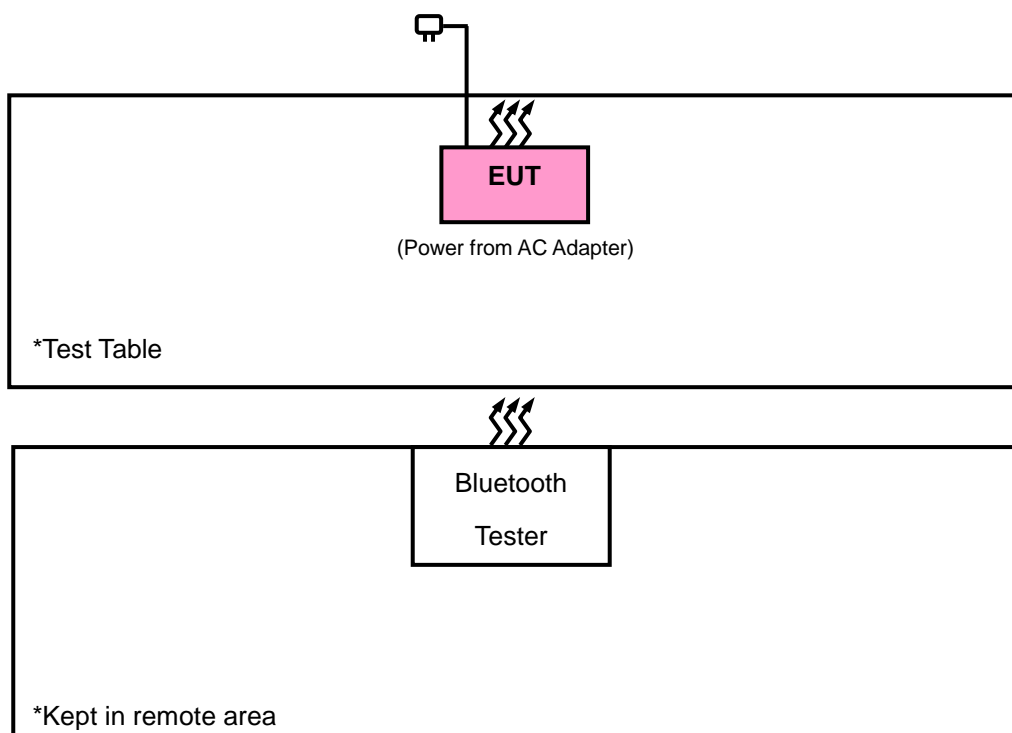 EUT
(Power from AC Adapter)
*Test Table
Bluetooth
Tester
*Kept in remote area